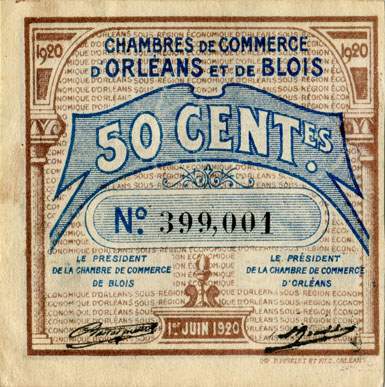 1920 1920
CHAMBRES DE COMMERCE
D'ORLÉANS ET DE BLOIS
50 CENTES.
No. 399,001
LE PRÉSIDENT
DE LA CHAMBRE DE COMMERCE
DE BLOIS
LE PRÉSIDENT
DE LA CHAMBRE DE COMMERCE
D'ORLÉANS
1ER JUIN 1920